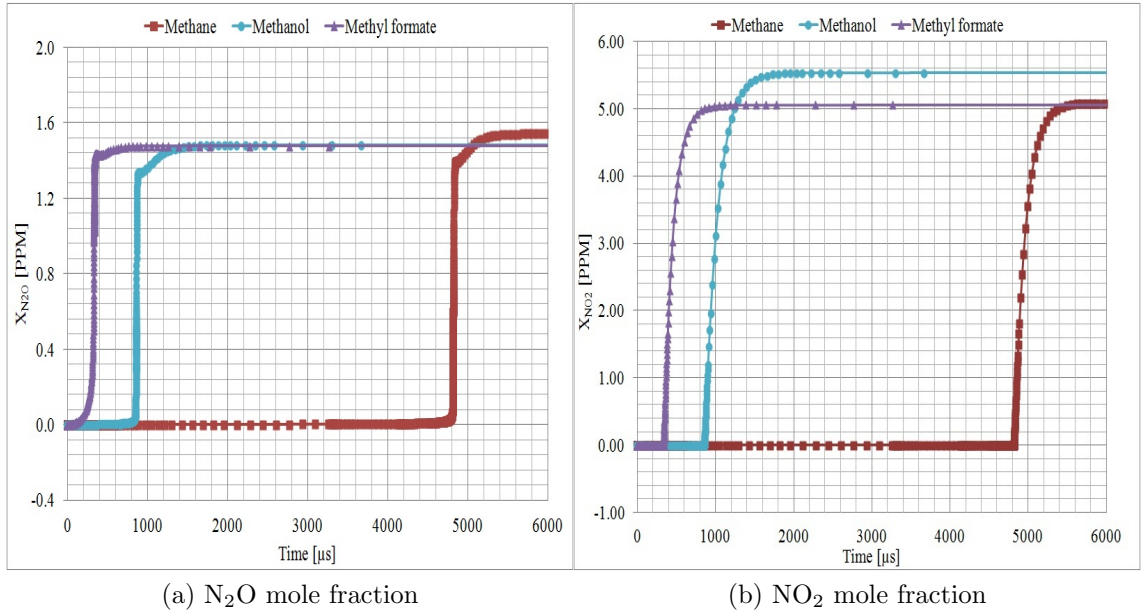 Methane Methanol Methyl formate
2.0
1.6
1.2
0.8
0.4
0.0
-0.4
X_N2O [PPM]
0 1000 2000 3000 4000 5000 6000
Time [µs]
(a) N₂O mole fraction
Methane Methanol Methyl formate
6.00
5.00
4.00
3.00
2.00
1.00
0.00
-1.00
X_NO2 [PPM]
0 1000 2000 3000 4000 5000 6000
Time [µs]
(b) NO₂ mole fraction